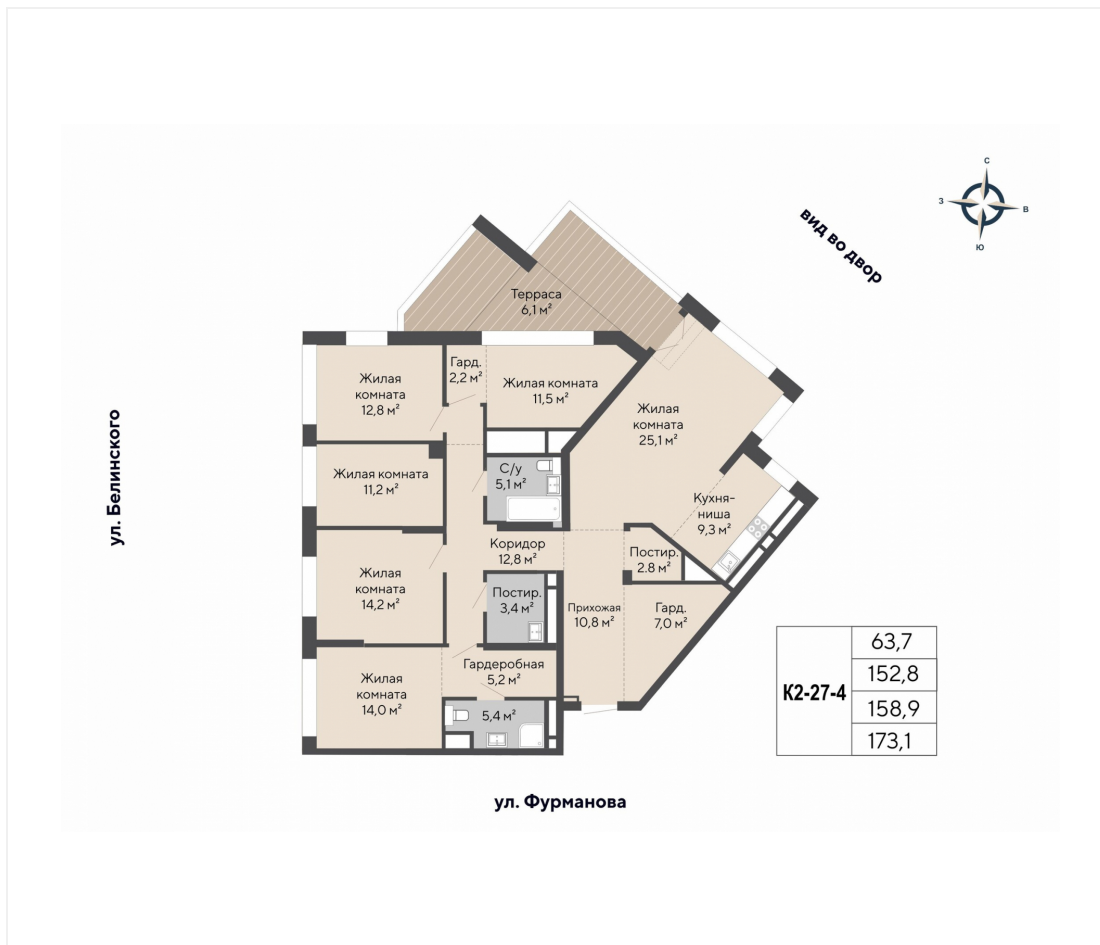 С
З
В
Ю
вид во двор
ул. Белинского
Терраса
6,1 м²
Жилая
комната
12,8 м²
Гард.
2,2 м²
Жилая комната
11,5 м²
Жилая
комната
25,1 м²
Жилая комната
11,2 м²
С/у
5,1 м²
Кухня-
ниша
9,3 м²
Коридор
12,8 м²
Постир.
2.8 м²
Жилая
комната
14,2 м²
Постир.
3,4 м²
Прихожая
10,8 м²
Гард.
7,0 м²
Жилая
комната
14,0 м²
Гардеробная
5,2 м²
5,4 м²
К2-27-4
63,7
152,8
158,9
173,1
ул. Фурманова